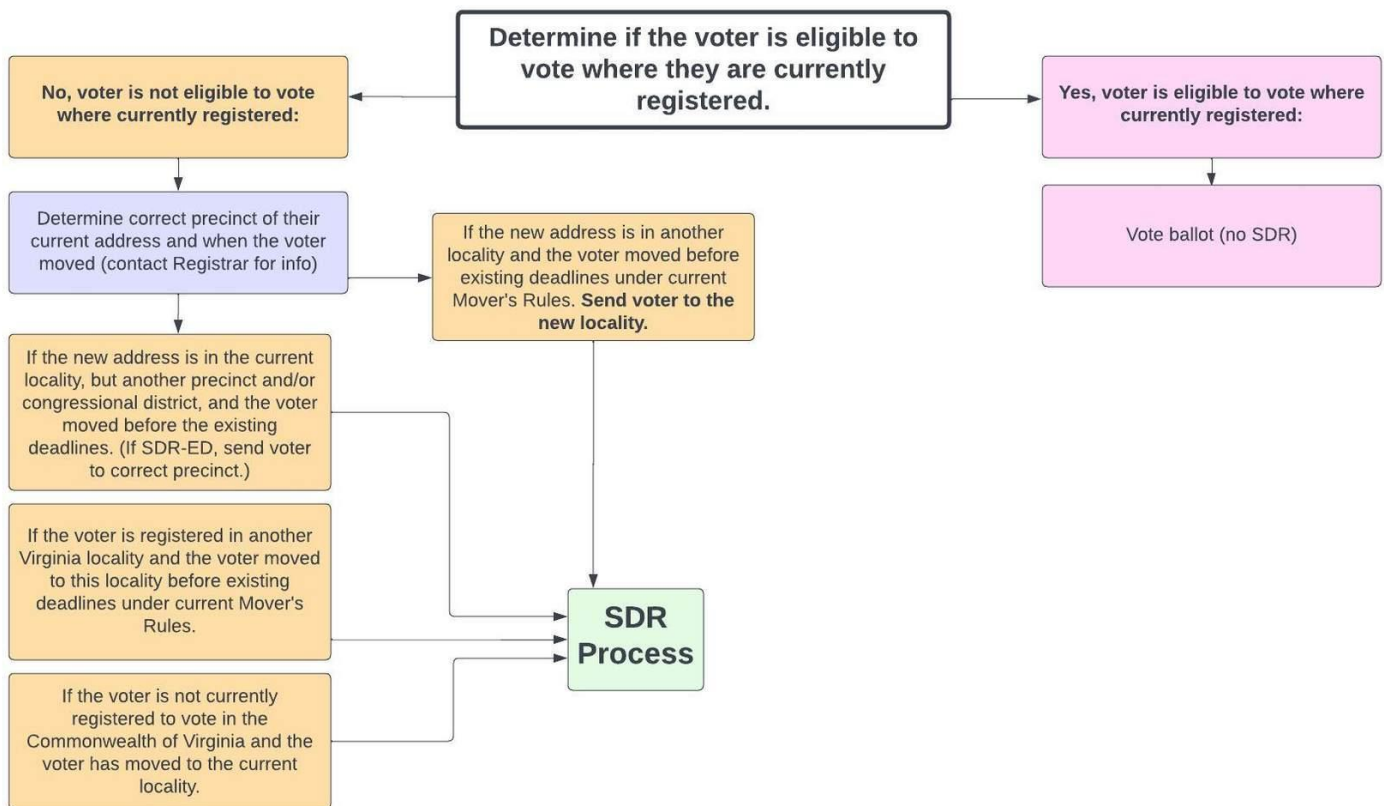 Determine if the voter is eligible to
vote where they are currently
registered.
No, voter is not eligible to vote
where currently registered:
Yes, voter is eligible to vote where
currently registered:
Determine correct precinct of their
current address and when the voter
moved (contact Registrar for info)
If the new address is in another
locality and the voter moved before
existing deadlines under current
Mover's Rules. Send voter to the
new locality.
Vote ballot (no SDR)
If the new address is in the current
locality, but another precinct and/or
congressional district, and the voter
moved before the existing
deadlines. (If SDR-ED, send voter
to correct precinct.)
If the voter is registered in another
Virginia locality and the voter moved
to this locality before existing
deadlines under current Mover's
Rules.
SDR
Process
If the voter is not currently
registered to vote in the
Commonwealth of Virginia and the
voter has moved to the current
locality.